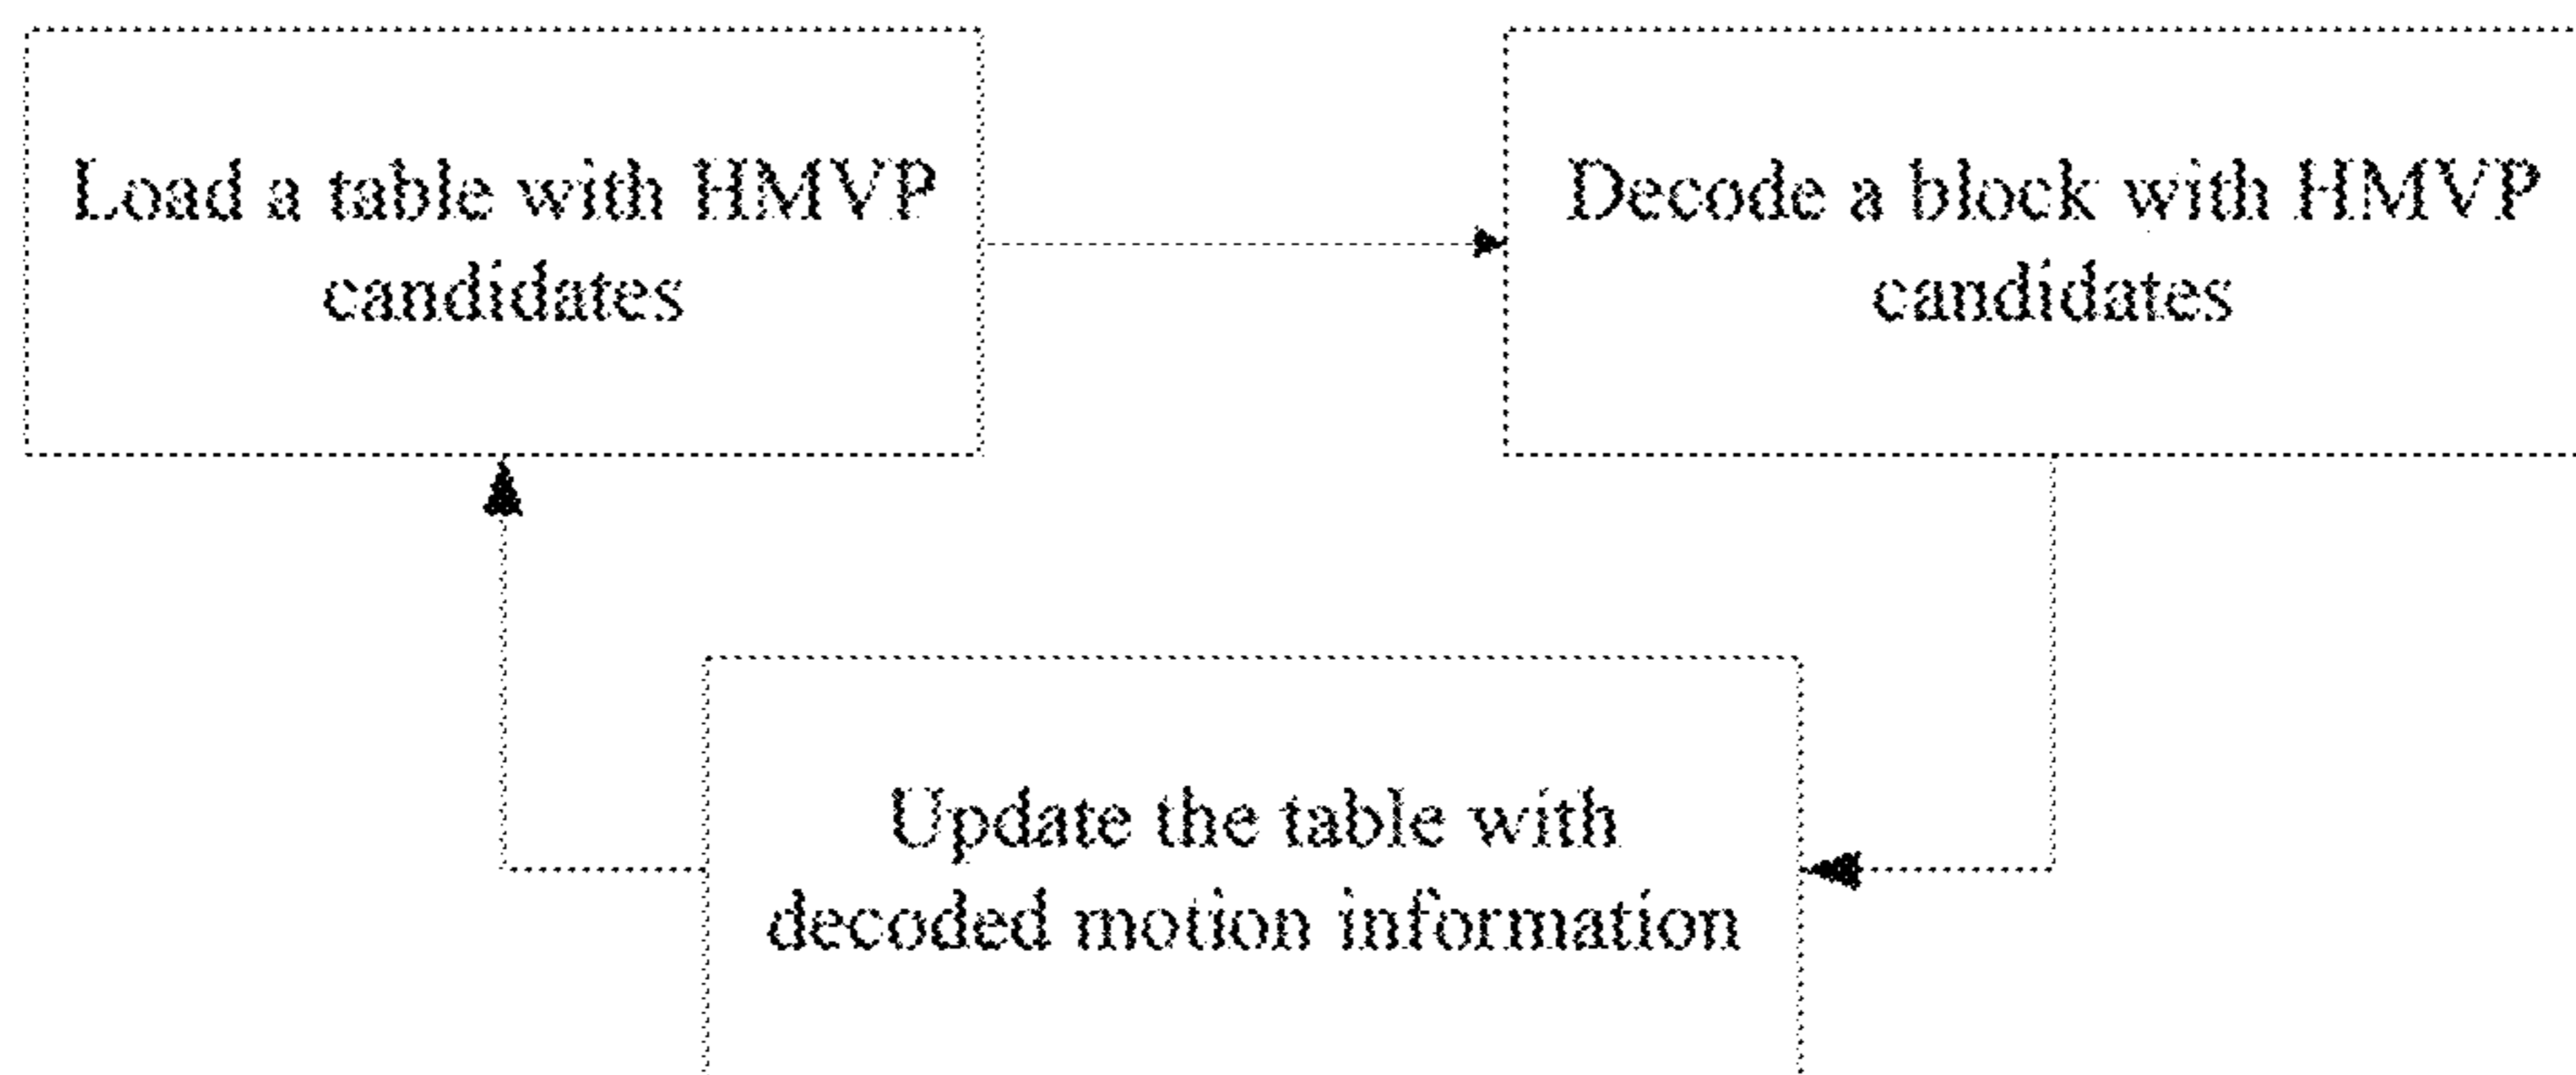 Load a table with HMVP
candidates
Decode a block with HMVP
candidates
Update the table with
decoded motion information